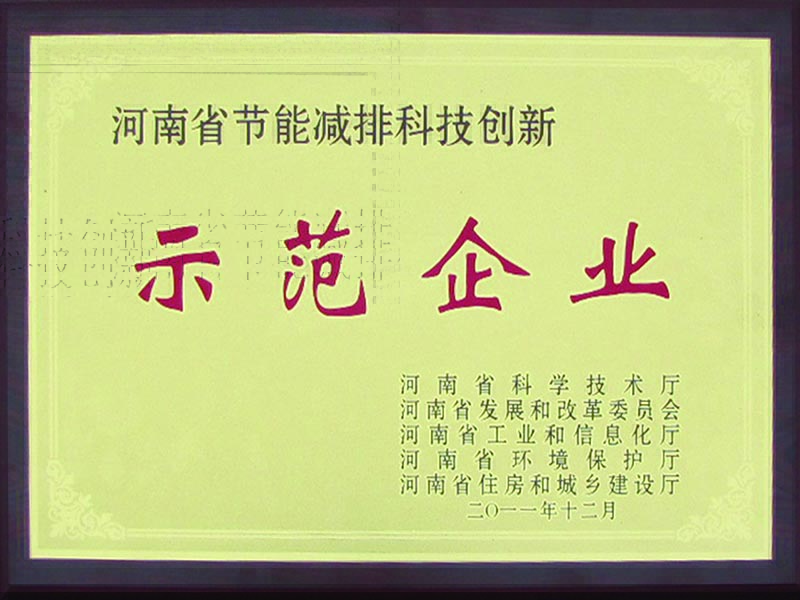 河南省节能减排科技创新
示范企业
河南省科学技术厅
河南省发展和改革委员会
河南省工业和信息化厅
河南省环境保护厅
河南省住房和城乡建设厅
二〇一一年十二月